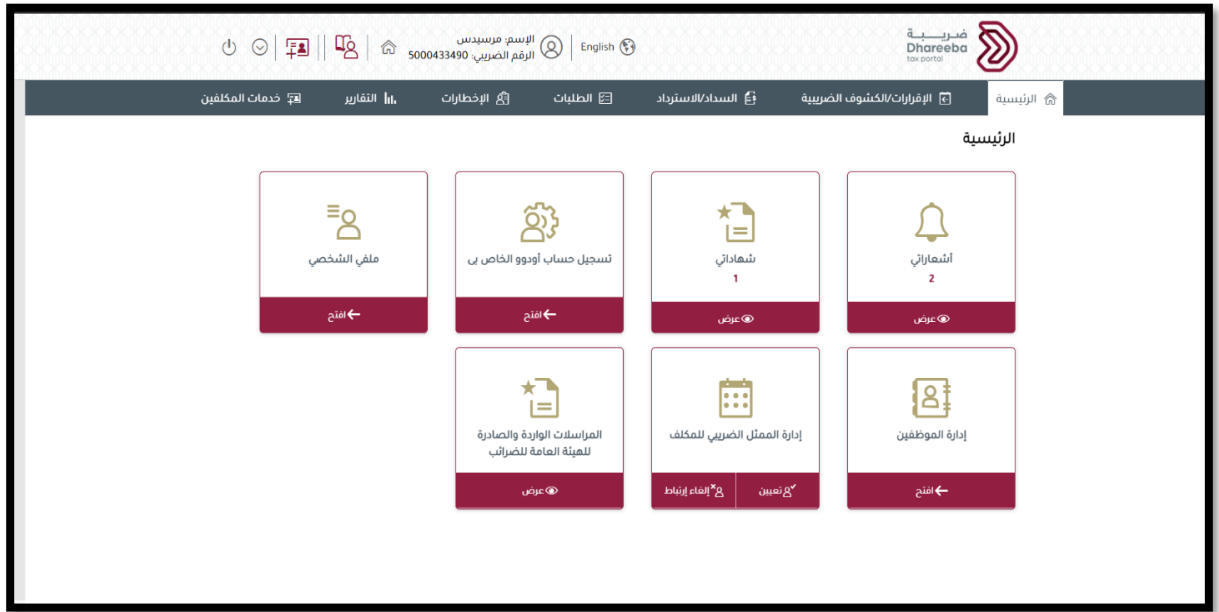 ضريبة
Dhareeba
tax portal
English
الإسم: مرسيدس
الرقم الضريبي: 5000433490
الرئيسية
الإقرارات/الكشوف الضريبية
السداد/الاسترداد
الطلبات
الإخطارات
التقارير
خدمات المكلفين
الرئيسية
أشعاراتي
2
عرض
شهاداتي
1
عرض
تسجيل حساب أودوو الخاص بى
افتح
ملفي الشخصي
افتح
إدارة الموظفين
افتح
إدارة الممثل الضريبي للمكلف
تعيين
إلغاء إرتباط
المراسلات الواردة والصادرة
للهيئة العامة للضرائب
عرض